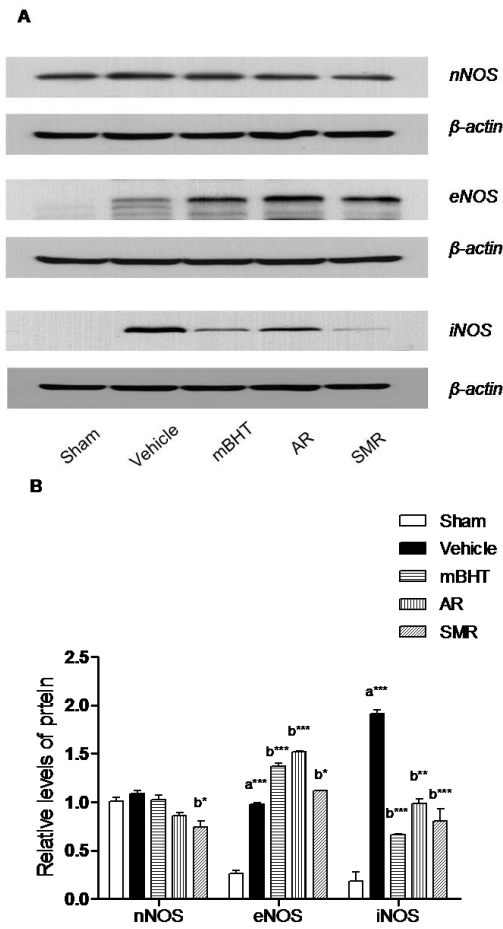 A
nNOS
β-actin
eNOS
β-actin
iNOS
β-actin
Sham Vehicle mBHT AR SMR
B
Sham
Vehicle
mBHT
AR
SMR
Relative levels of prtein
2.5
2.0
1.5
1.0
0.5
0.0
b*
a***
b***
b***
b*
a***
b***
b**
b***
nNOS eNOS iNOS